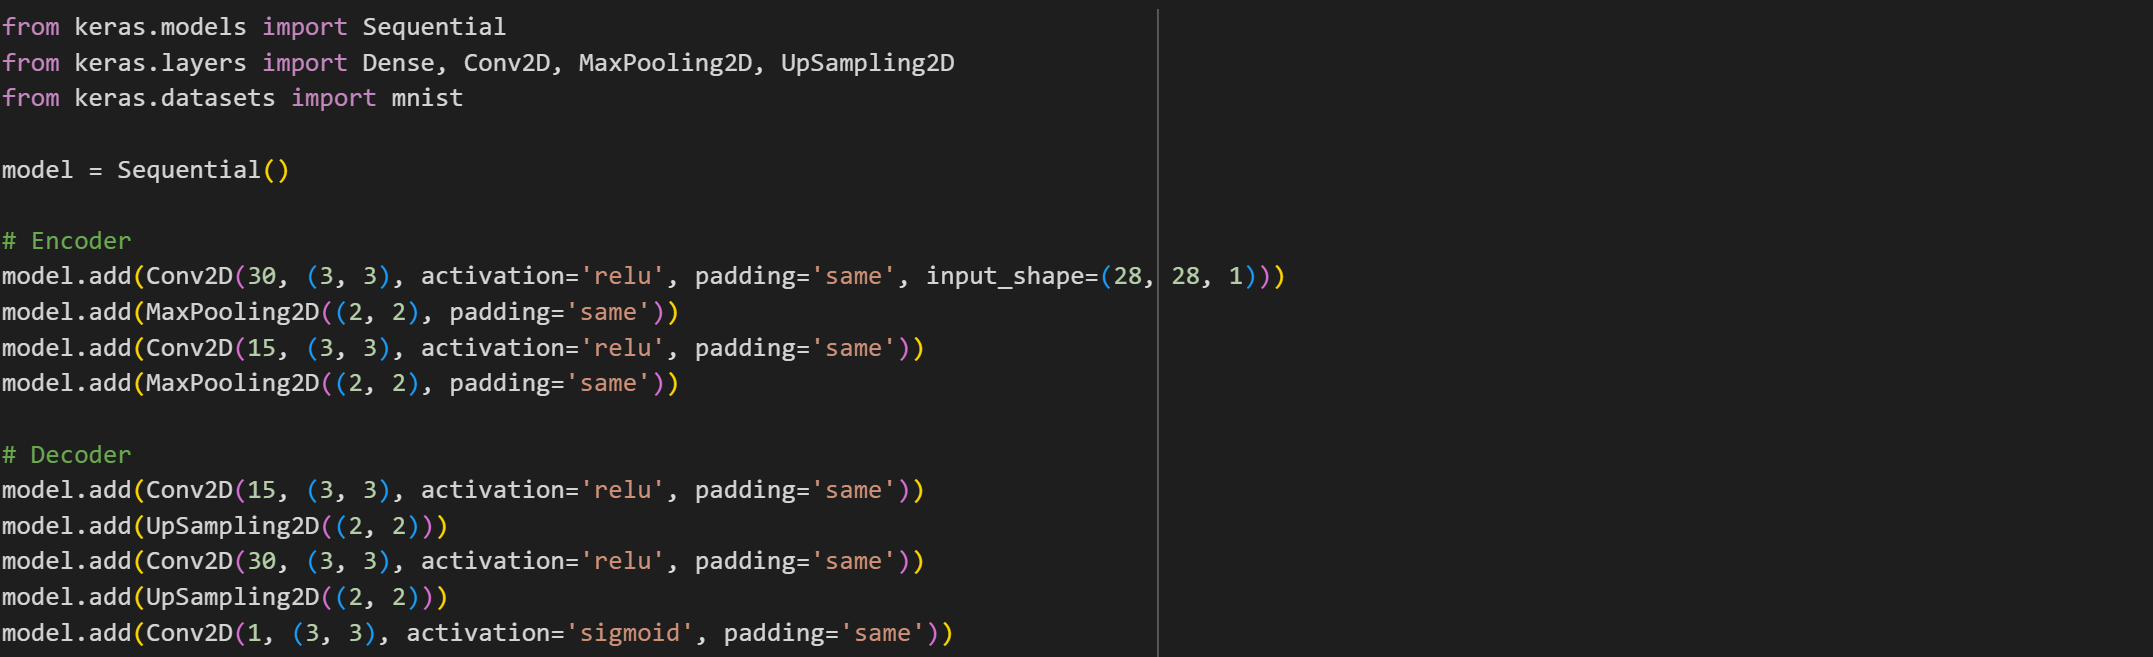 from keras.models import Sequential
from keras.layers import Dense, Conv2D, MaxPooling2D, UpSampling2D
from keras.datasets import mnist
model = Sequential()
# Encoder
model.add(Conv2D(30, (3, 3), activation='relu', padding='same', input_shape=(28, 28, 1)))
model.add(MaxPooling2D((2, 2), padding='same'))
model.add(Conv2D(15, (3, 3), activation='relu', padding='same'))
model.add(MaxPooling2D((2, 2), padding='same'))
# Decoder
model.add(Conv2D(15, (3, 3), activation='relu', padding='same'))
model.add(UpSampling2D((2, 2)))
model.add(Conv2D(30, (3, 3), activation='relu', padding='same'))
model.add(UpSampling2D((2, 2)))
model.add(Conv2D(1, (3, 3), activation='sigmoid', padding='same'))